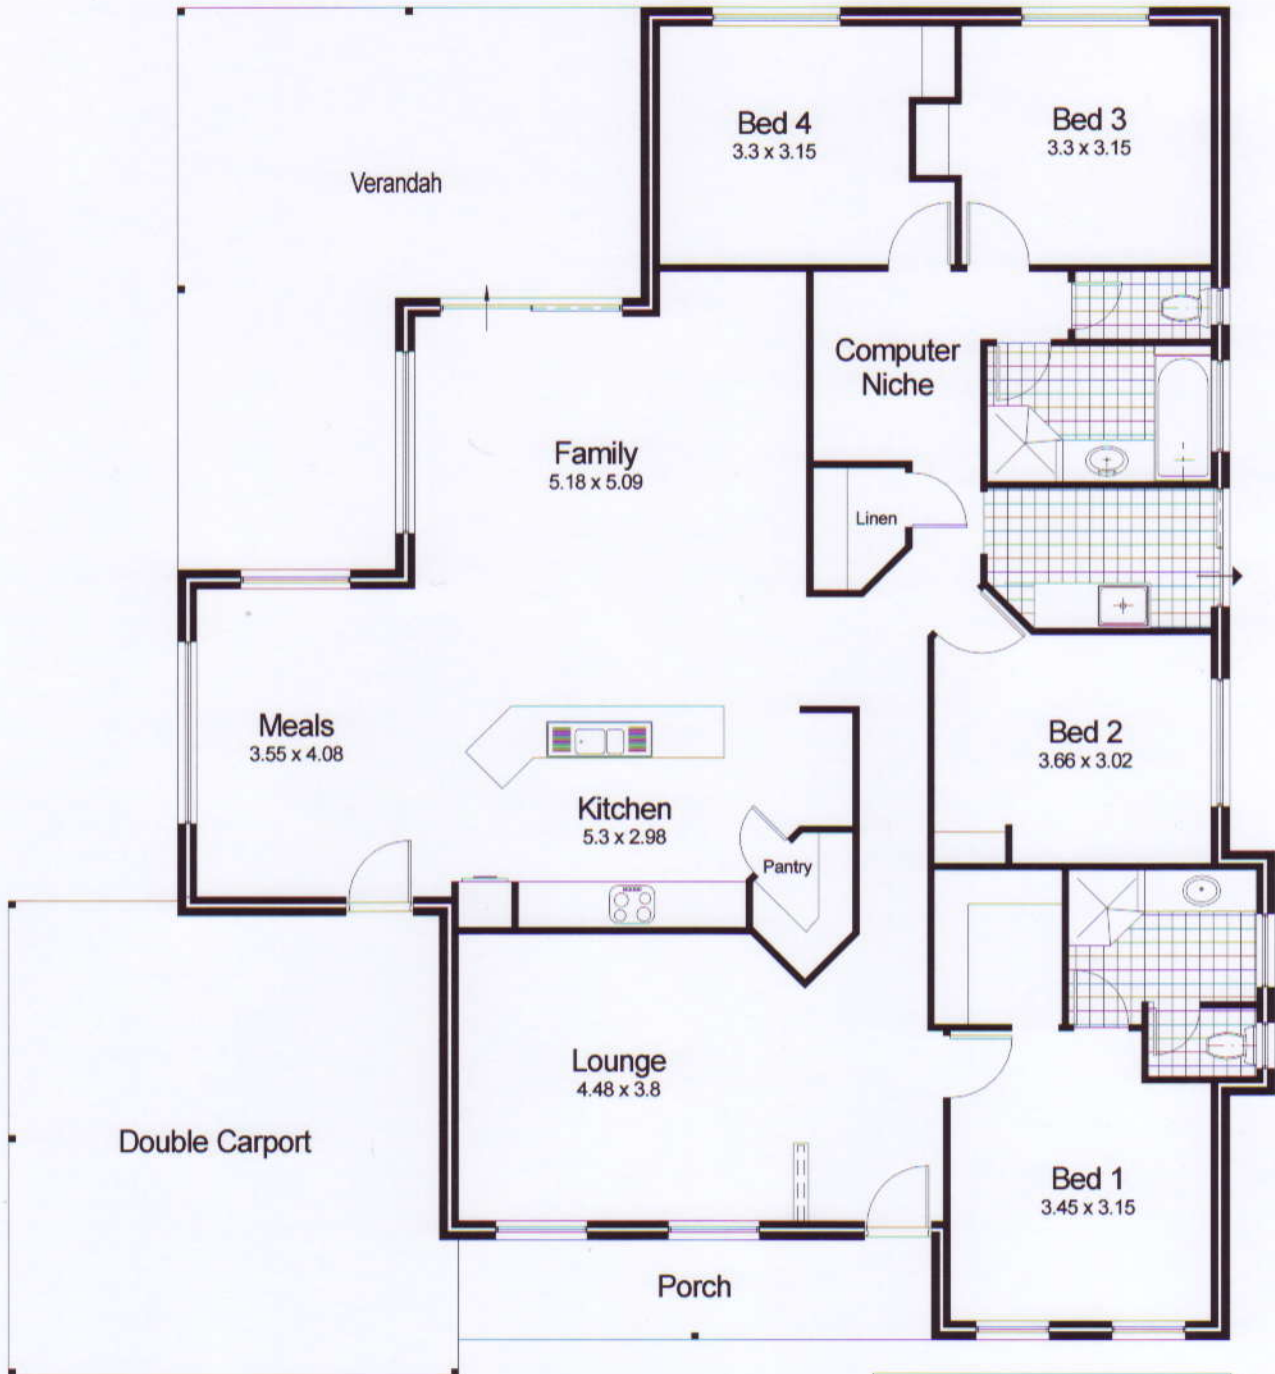 Bed 4
3.3 x 3.15
Bed 3
3.3 x 3.15
Verandah
Computer
Niche
Family
5.18 x 5.09
Linen
Meals
3.55 x 4.08
Bed 2
3.66 x 3.02
Kitchen
5.3 x 2.98
Pantry
Lounge
4.48 x 3.8
Double Carport
Bed 1
3.45 x 3.15
Porch